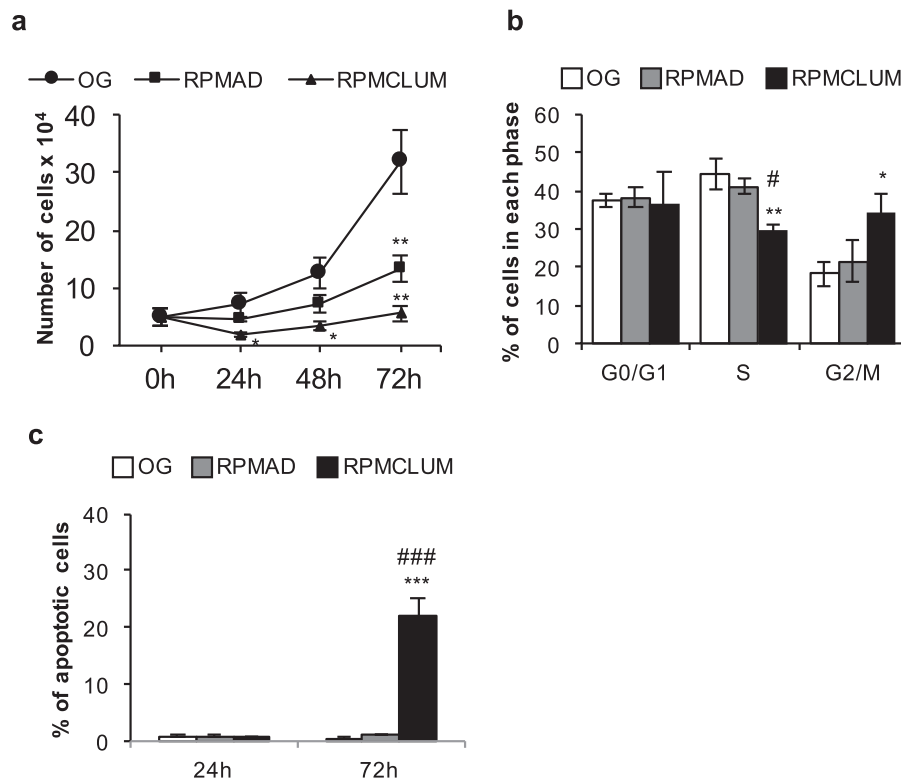 a
OG RPMAD RPMCLUM
Number of cells x 10⁴
40
30
20
10
0
**
**
*
*
0h 24h 48h 72h
b
OG RPMAD RPMCLUM
% of cells in each phase
60
50
40
30
20
10
0
#
**
*
G0/G1 S G2/M
c
OG RPMAD RPMCLUM
% of apoptotic cells
40
30
20
10
0
###
***
24h 72h